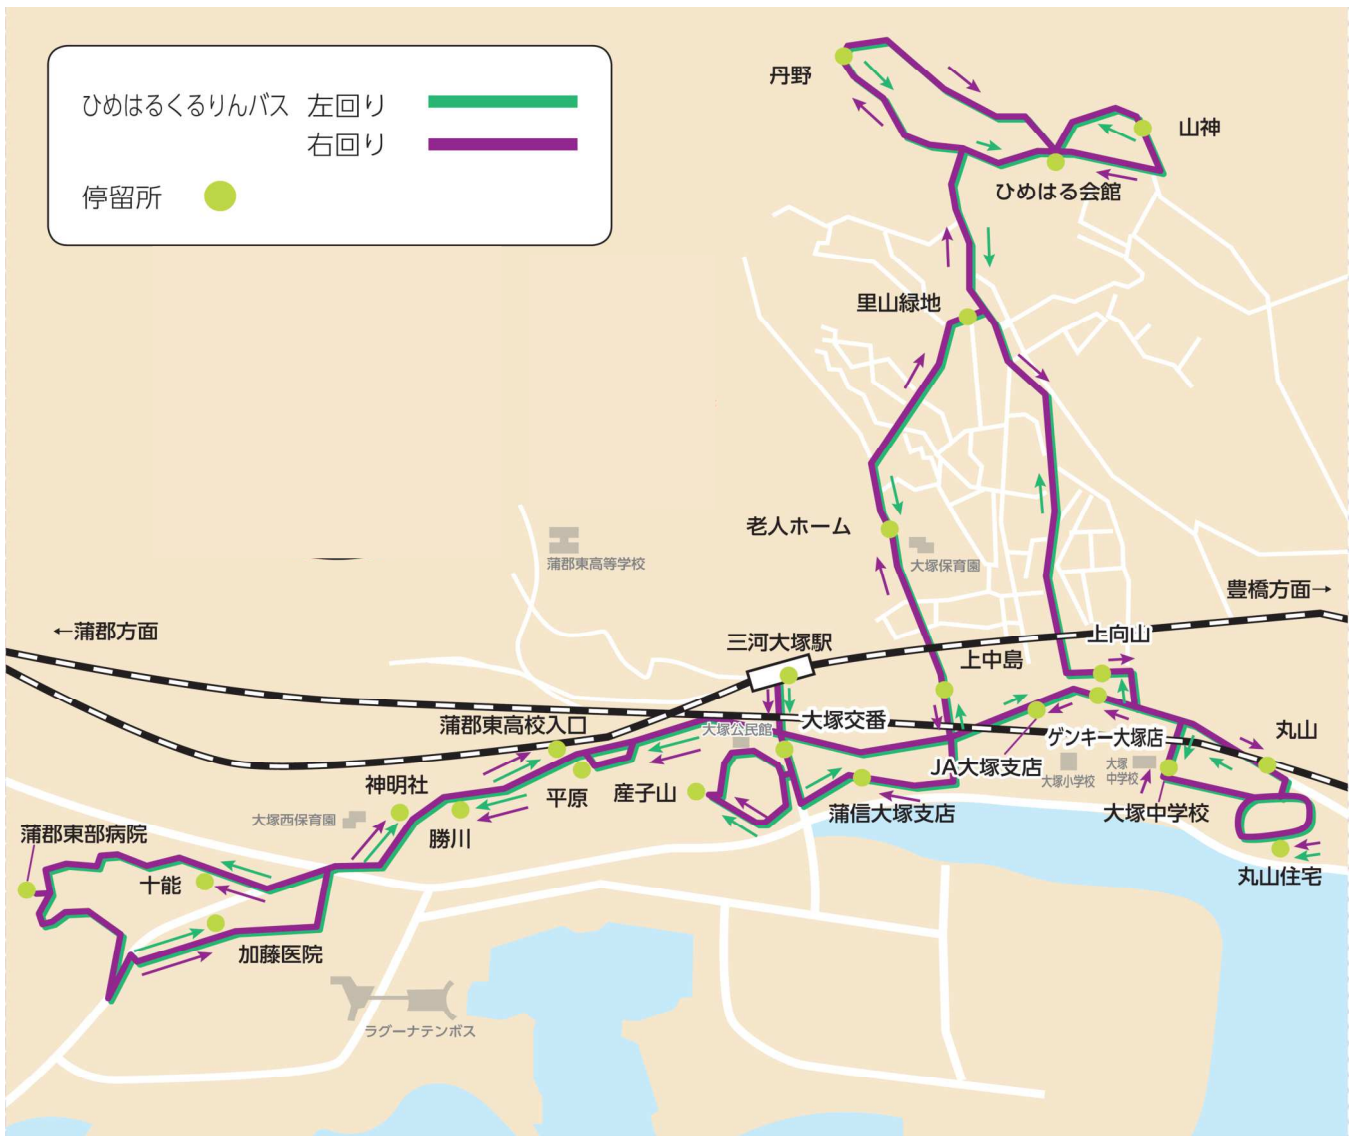 ひめはるくるりんバス 左回り
右回り
停留所
丹野
山神
ひめはる会館
里山緑地
老人ホーム
大塚保育園
蒲郡東高等学校
豊橋方面→
←蒲郡方面
三河大塚駅
上中島
上向山
蒲郡東高校入口
大塚公民館
大塚交番
ゲンキー大塚店
丸山
JA大塚支店
大塚小学校
大塚
中学校
神明社
平原
産子山
蒲信大塚支店
大塚中学校
大塚西保育園
勝川
蒲郡東部病院
十能
丸山住宅
加藤医院
ラグーナテンボス